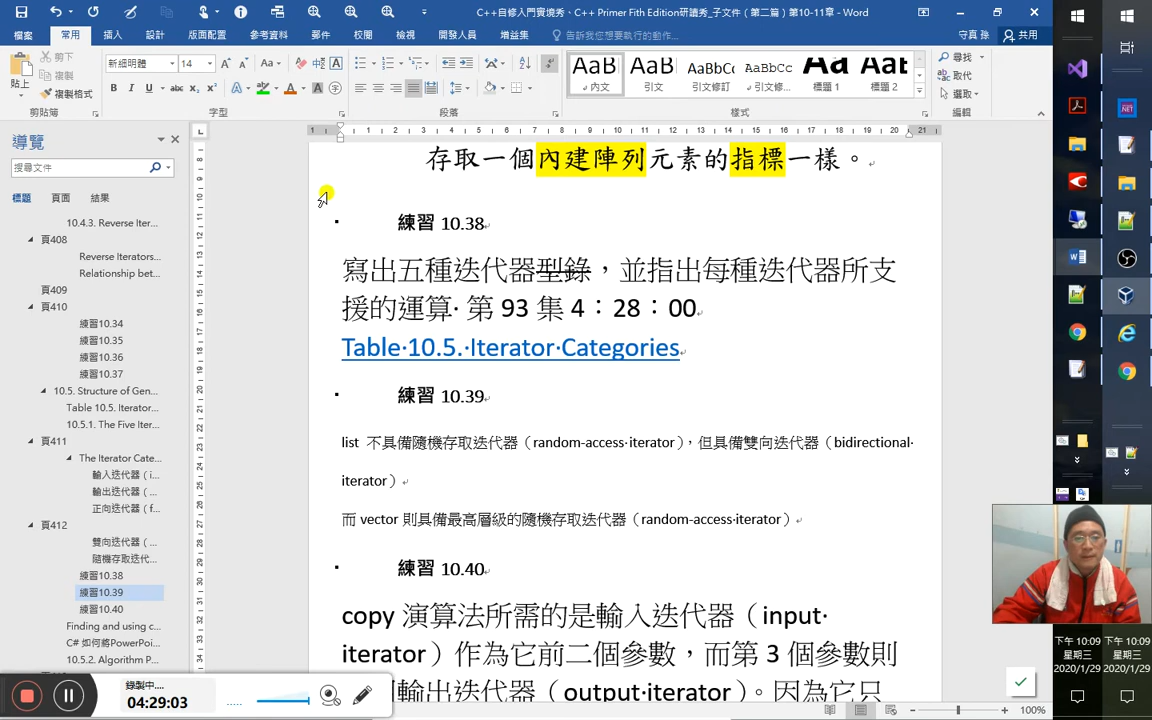 C++自修入門實境秀、C++ Primer Fith Edition研讀秀_子文件（第二篇）第10-11章 - Word
檔案 常用 插入 設計 版面配置 參考資料 郵件 校閱 檢視 開發人員 增益集 告訴我您想要執行的動作... 守真 孫 共用
貼上 剪下
複製
複製格式
新細明體 14
AaB AaB AaBbC AaBbC AaB AaB
內文 引文 引文修訂 引文修... 標題 1 標題 2
尋找
取代
選取
剪貼簿 字型 段落 樣式 編輯
導覽
搜尋文件
標題 頁面 結果
10.4.3. Reverse Iter...
頁408
Reverse Iterators...
Relationship bet...
頁409
頁410
練習10.34
練習10.35
練習10.36
練習10.37
10.5. Structure of Gen...
Table 10.5. Iterator...
10.5.1. The Five Iter...
頁411
The Iterator Cate...
輸入迭代器（i...
輸出迭代器（...
正向迭代器（f...
頁412
雙向迭代器（...
隨機存取迭代...
練習10.38
練習10.39
練習10.40
Finding and using c...
C# 如何將PowerPoi...
10.5.2. Algorithm P...
存取一個內建陣列元素的指標一樣。
練習 10.38
寫出五種迭代器型錄，並指出每種迭代器所支
援的運算· 第 93 集 4：28：00
Table·10.5.·Iterator·Categories
練習 10.39
list 不具備隨機存取迭代器（random-access·iterator），但具備雙向迭代器（bidirectional·
iterator）
而 vector 則具備最高層級的隨機存取迭代器（random-access·iterator）
練習 10.40
copy 演算法所需的是輸入迭代器（input·
iterator）作為它前二個參數，而第 3 個參數則
輸出迭代器（output·iterator）。因為它只
錄製中....
04:29:03
100%
下午 10:09 下午 10:09
星期三 星期三
2020/1/29 2020/1/29